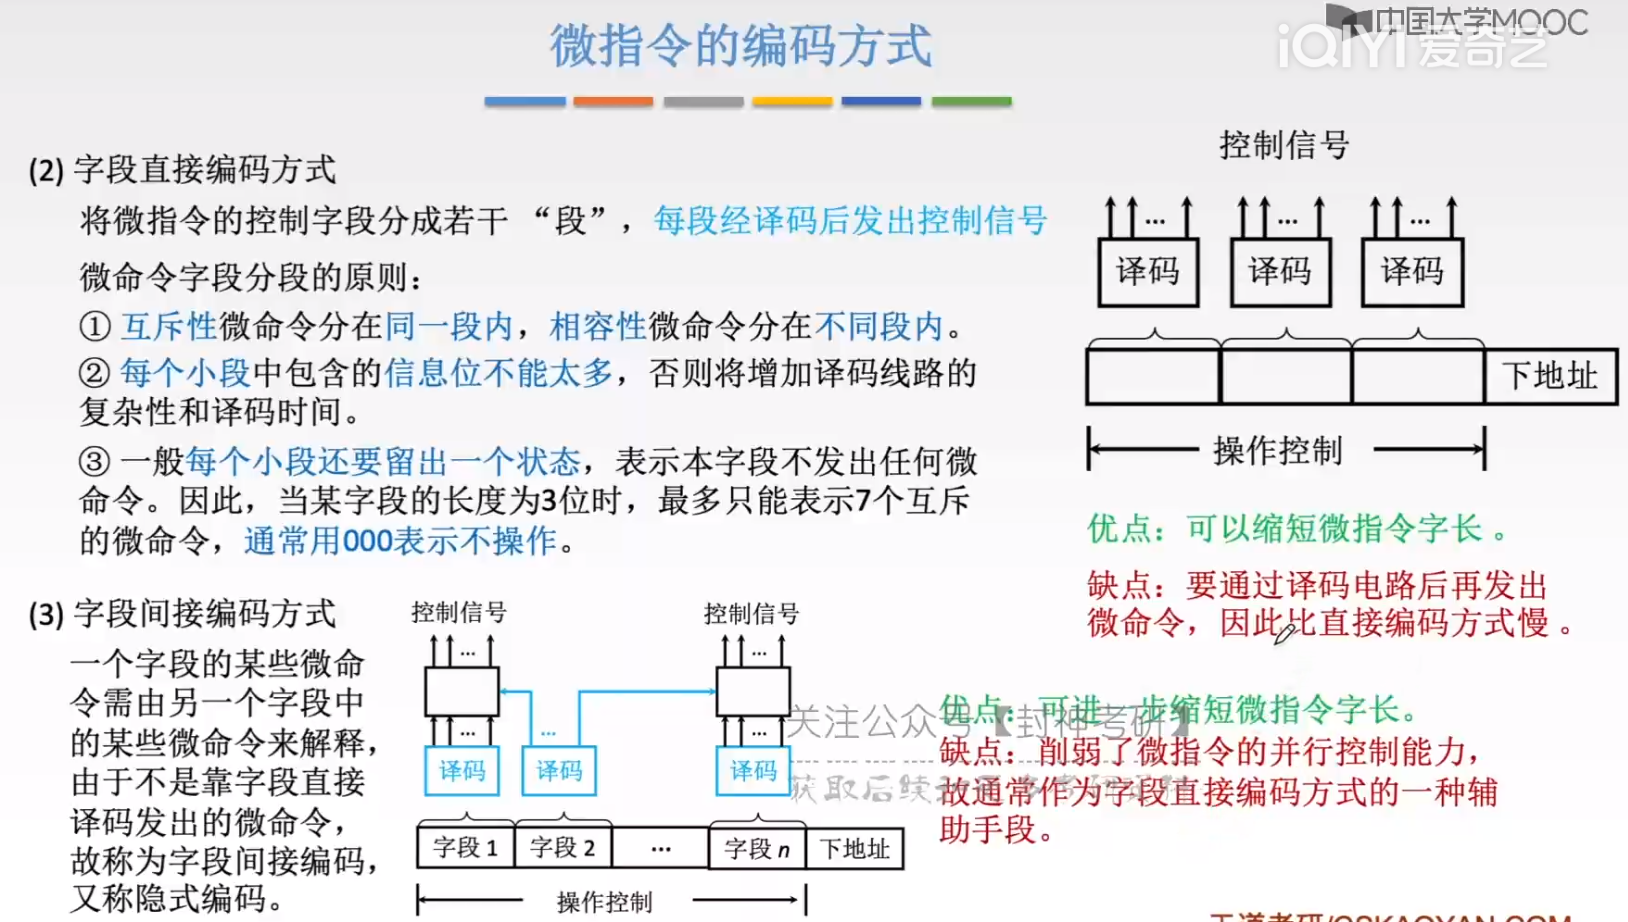 中国大学MOOC
iQIYI 爱奇艺
微指令的编码方式
(2) 字段直接编码方式
将微指令的控制字段分成若干 “段”，每段经译码后发出控制信号
微命令字段分段的原则：
① 互斥性微命令分在同一段内，相容性微命令分在不同段内。
② 每个小段中包含的信息位不能太多，否则将增加译码线路的
复杂性和译码时间。
③ 一般每个小段还要留出一个状态，表示本字段不发出任何微
命令。因此，当某字段的长度为3位时，最多只能表示7个互斥
的微命令，通常用000表示不操作。
控制信号
... ... ...
译码 译码 译码
下地址
操作控制
优点：可以缩短微指令字长 。
缺点：要通过译码电路后再发出
微命令，因此比直接编码方式慢 。
(3) 字段间接编码方式
一个字段的某些微命
令需由另一个字段中
的某些微命令来解释，
由于不是靠字段直接
译码发出的微命令，
故称为字段间接编码，
又称隐式编码。
控制信号 控制信号
... ...
... ... ...
译码 译码 译码
字段 1 字段 2 ... 字段 n 下地址
操作控制
优点：可进一步缩短微指令字长。
缺点：削弱了微指令的并行控制能力，
故通常作为字段直接编码方式的一种辅
助手段。
关注公众号【封神考研】
获取后续
王道考研/CSKAOYAN.COM